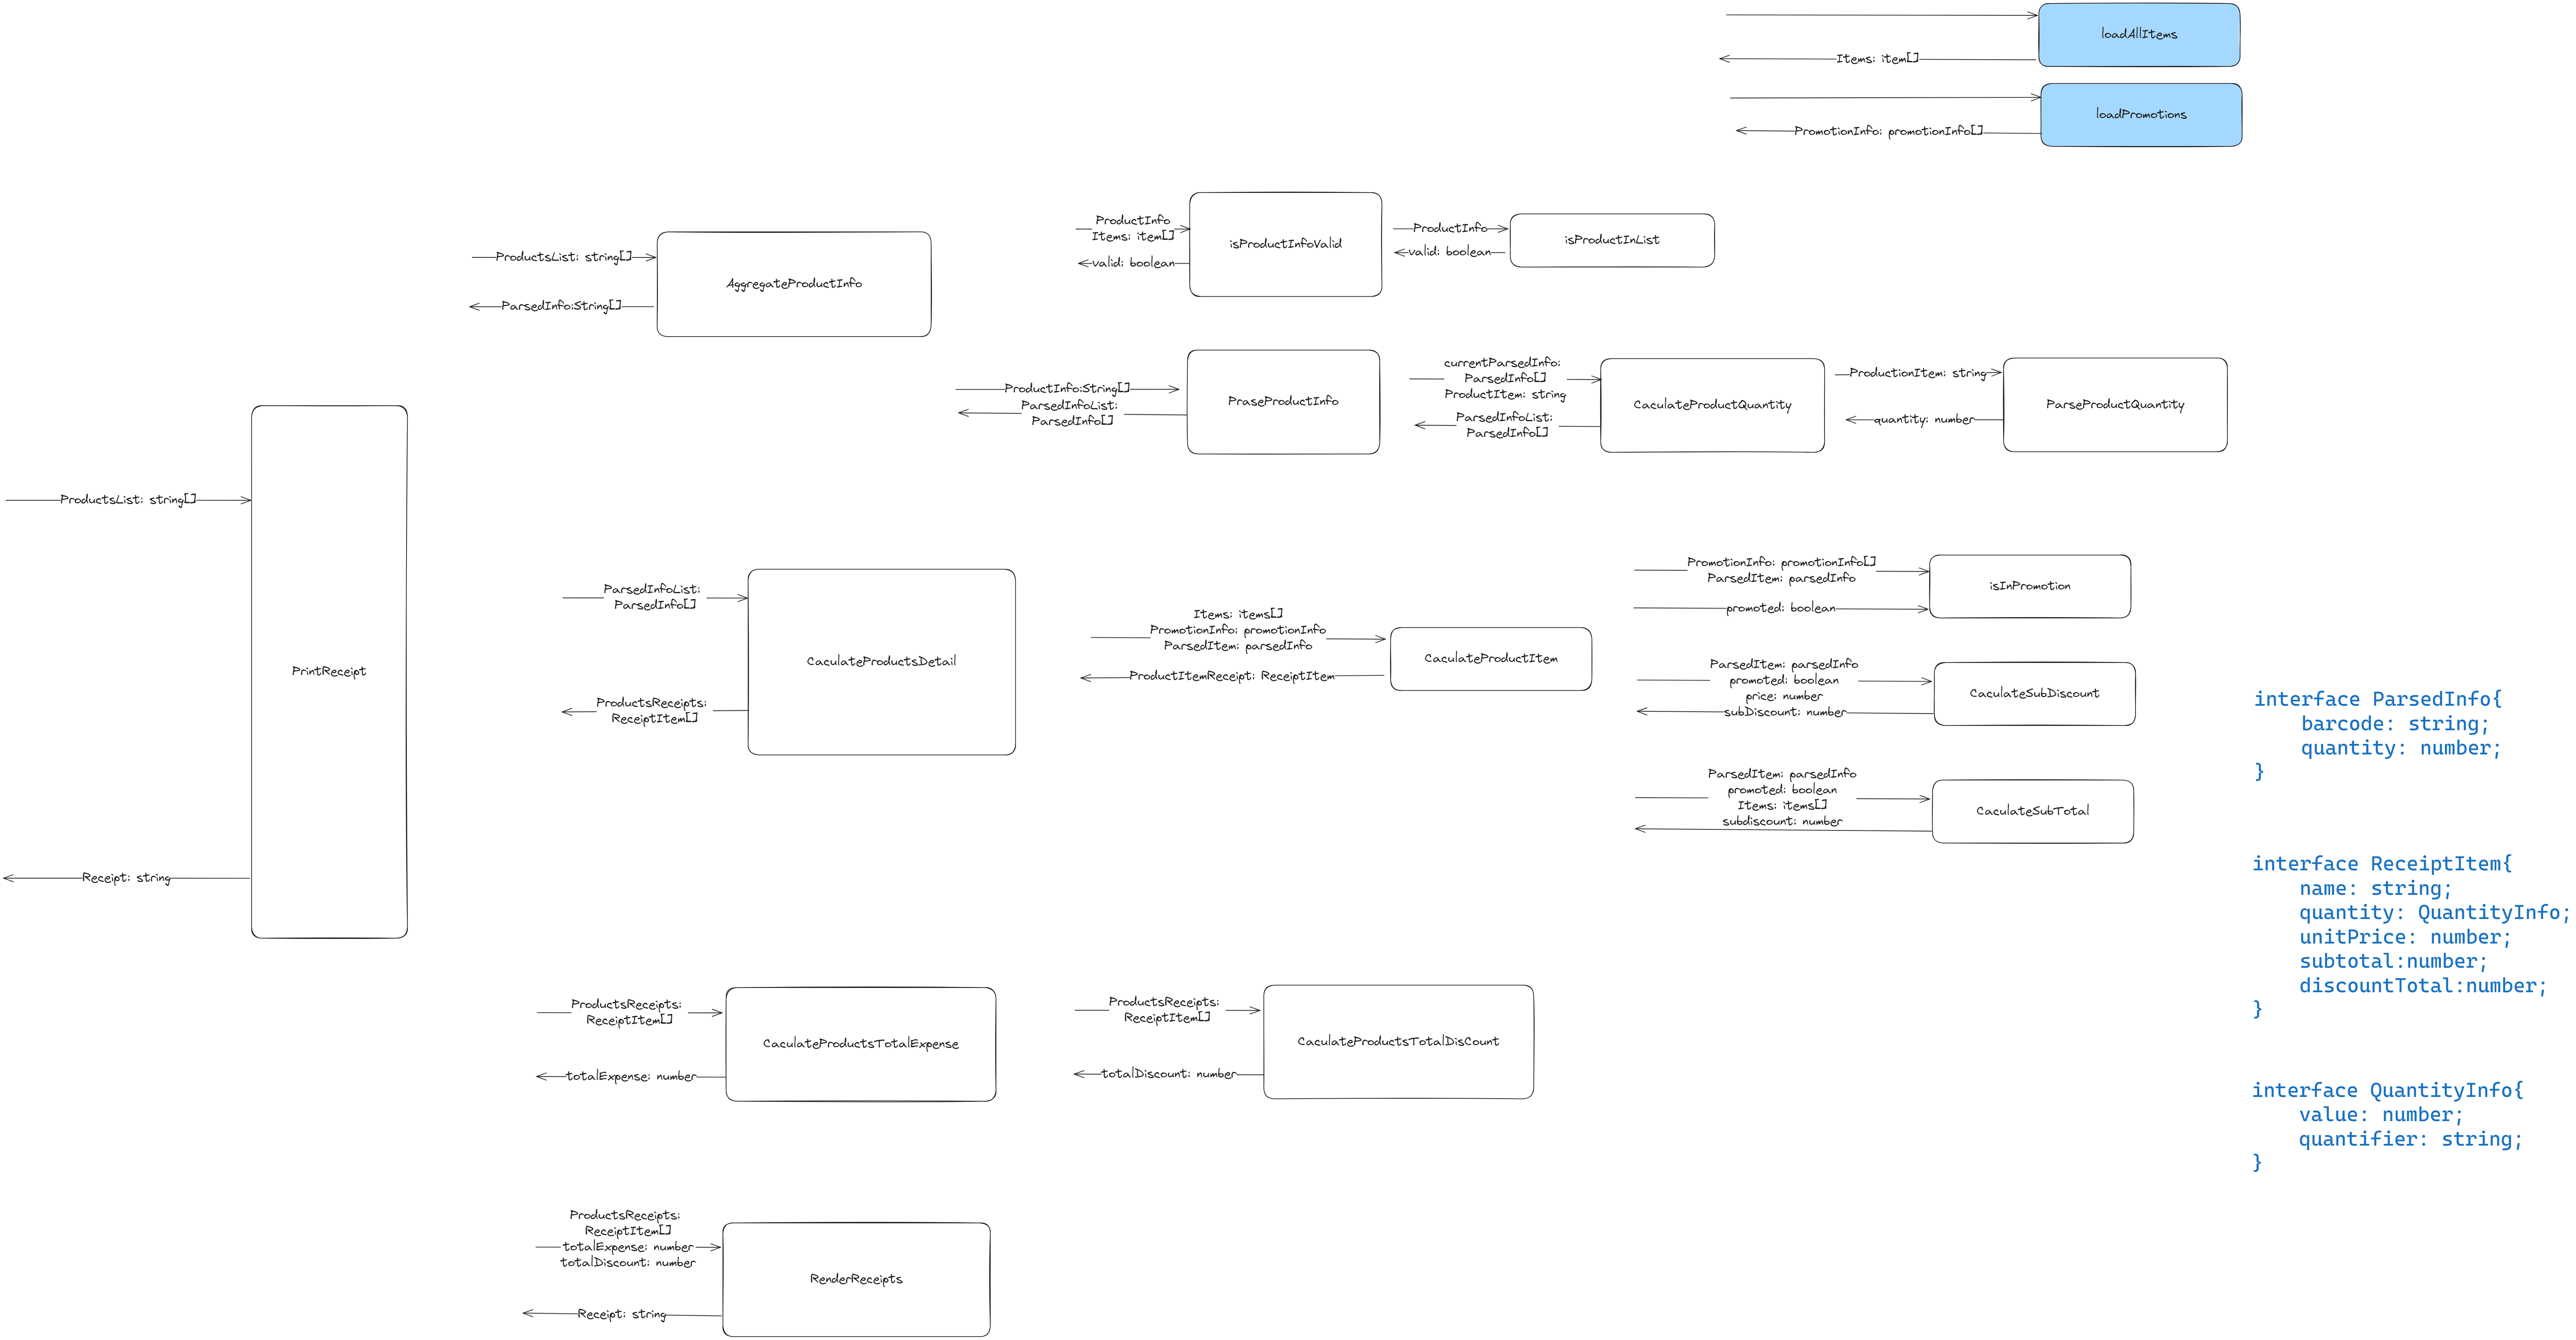 loadAllItems
Items: item[]
loadPromotions
PromotionInfo: promotionInfo[]
ProductsList: string[]
AggregateProductInfo
ParsedInfo:String[]
ProductInfo
Items: item[]
isProductInfoValid
valid: boolean
ProductInfo
isProductInList
valid: boolean
ProductInfo:String[]
ParsedInfoList:
ParsedInfo[]
PraseProductInfo
currentParsedInfo:
ParsedInfo[]
ProductItem: string
CaculateProductQuantity
ParsedInfoList:
ParsedInfo[]
ProductionItem: string
ParseProductQuantity
quantity: number
ProductsList: string[]
PrintReceipt
Receipt: string
ParsedInfoList:
ParsedInfo[]
CaculateProductsDetail
ProductsReceipts:
ReceiptItem[]
Items: items[]
PromotionInfo: promotionInfo
ParsedItem: parsedInfo
CaculateProductItem
ProductItemReceipt: ReceiptItem
PromotionInfo: promotionInfo[]
ParsedItem: parsedInfo
isInPromotion
promoted: boolean
ParsedItem: parsedInfo
promoted: boolean
price: number
CaculateSubDiscount
subDiscount: number
ParsedItem: parsedInfo
promoted: boolean
Items: items[]
CaculateSubTotal
subdiscount: number
interface ParsedInfo{
barcode: string;
quantity: number;
}
interface ReceiptItem{
name: string;
quantity: QuantityInfo;
unitPrice: number;
subtotal:number;
discountTotal:number;
}
interface QuantityInfo{
value: number;
quantifier: string;
}
ProductsReceipts:
ReceiptItem[]
CaculateProductsTotalExpense
totalExpense: number
ProductsReceipts:
ReceiptItem[]
CaculateProductsTotalDisCount
totalDiscount: number
ProductsReceipts:
ReceiptItem[]
totalExpense: number
totalDiscount: number
RenderReceipts
Receipt: string